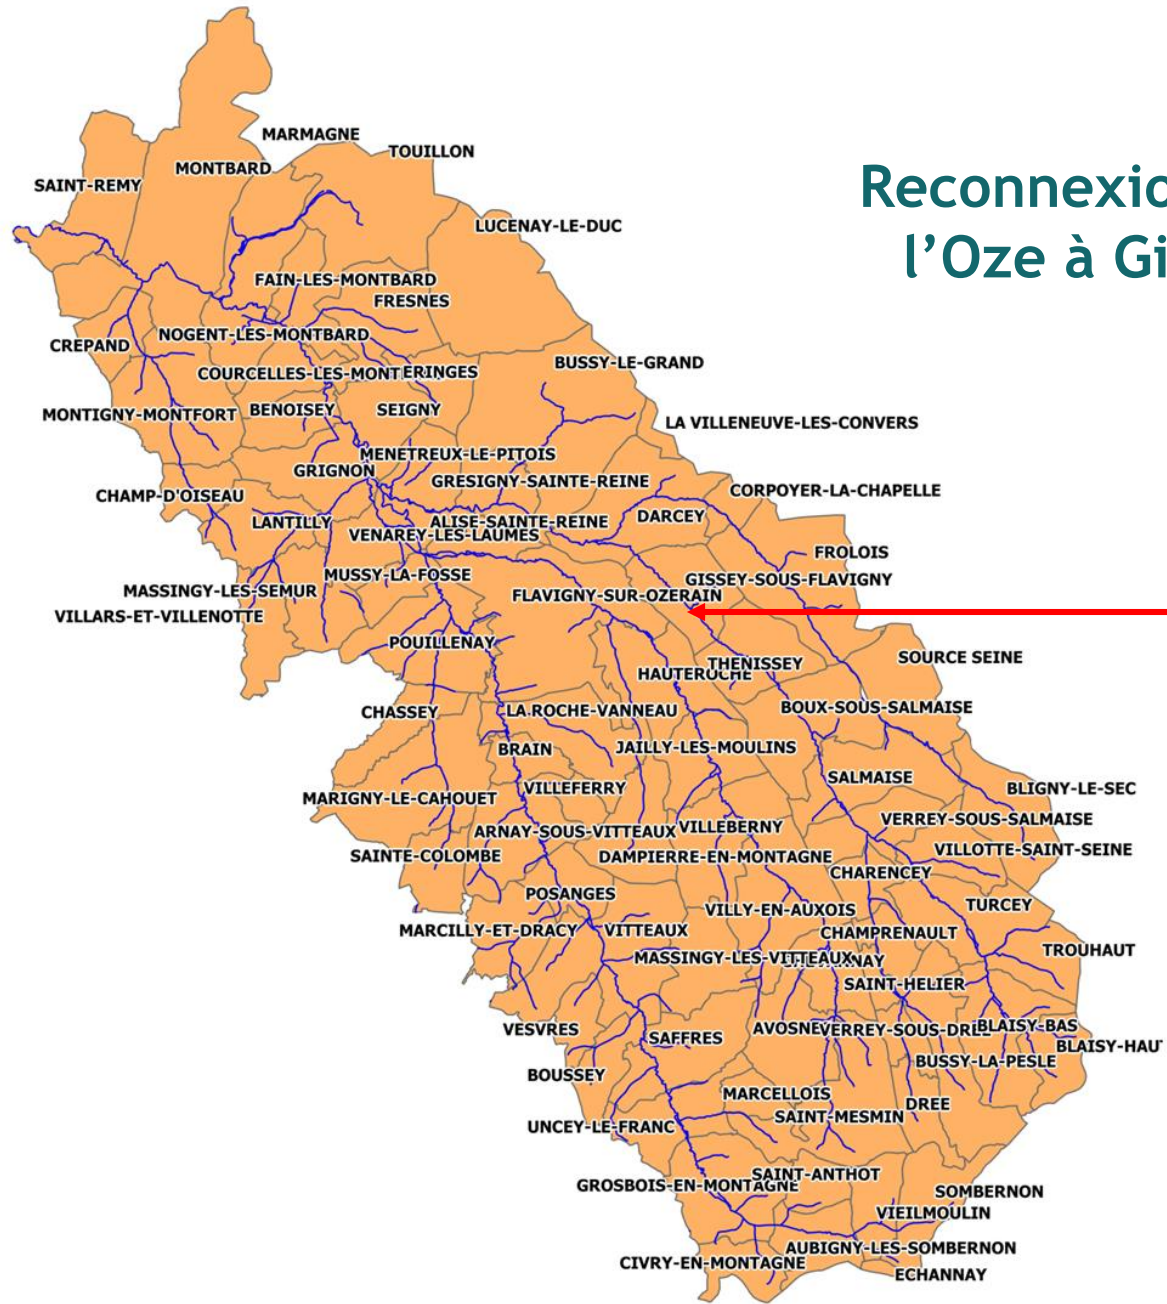 MARMAGNE
TOUILLON
MONTBARD
SAINT-REMY
Reconnexio
l'Oze à Gi
LUCENAY-LE-DUC
FAIN-LES-MONTBARD
FRESNES
NOGENT-LES-MONTBARD
CREPAND
BUSSY-LE-GRAND
COURCELLES-LES-MONT
ERINGES
MONTIGNY-MONTFORT
BENOISEY
SEIGNY
LA VILLENEUVE-LES-CONVERS
MENETREUX-LE-PITOIS
GRIGNON
GRESIGNY-SAINTE-REINE
CORPOYER-LA-CHAPELLE
CHAMP-D'OISEAU
DARCEY
LANTILLY
ALISE-SAINTE-REINE
VENAREY-LES-LAUMES
FROLOIS
MUSSY-LA-FOSSE
GISSEY-SOUS-FLAVIGNY
MASSINGY-LES-SEMUR
FLAVIGNY-SUR-OZERAIN
VILLARS-ET-VILLENOTTE
POUILLENAY
SOURCE SEINE
THENISSEY
HAUTEROCHE
CHASSEY
LA ROCHE-VANNEAU
BOUX-SOUS-SALMAISE
BRAIN
JAILLY-LES-MOULINS
SALMAISE
VILLEFERRY
BLIGNY-LE-SEC
MARIGNY-LE-CAHOUET
VERREY-SOUS-SALMAISE
ARNAY-SOUS-VITTEAUX
VILLEBERNY
VILLOTTE-SAINT-SEINE
SAINTE-COLOMBE
DAMPIERRE-EN-MONTAGNE
CHARENCEY
POSANGES
TURCEY
VILLY-EN-AUXOIS
MARCILLY-ET-DRACY
VITTEAUX
CHAMPRENAULT
TROUHAUT
MASSINGY-LES-VITTEAUX
NAY
SAINT-HELIER
VESVRES
SAFFRES
AVOSNE
VERREY-SOUS-DREE
BLAISY-BAS
BLAISY-HAUT
BOUSSEY
BUSSY-LA-PESLE
MARCELLOIS
DREE
SAINT-MESMIN
UNCEY-LE-FRANC
SAINT-ANTHOT
GROSBOIS-EN-MONTAGNE
SOMBERNON
VIEILMOULIN
AUBIGNY-LES-SOMBERNON
CIVRY-EN-MONTAGNE
ECHANNAY